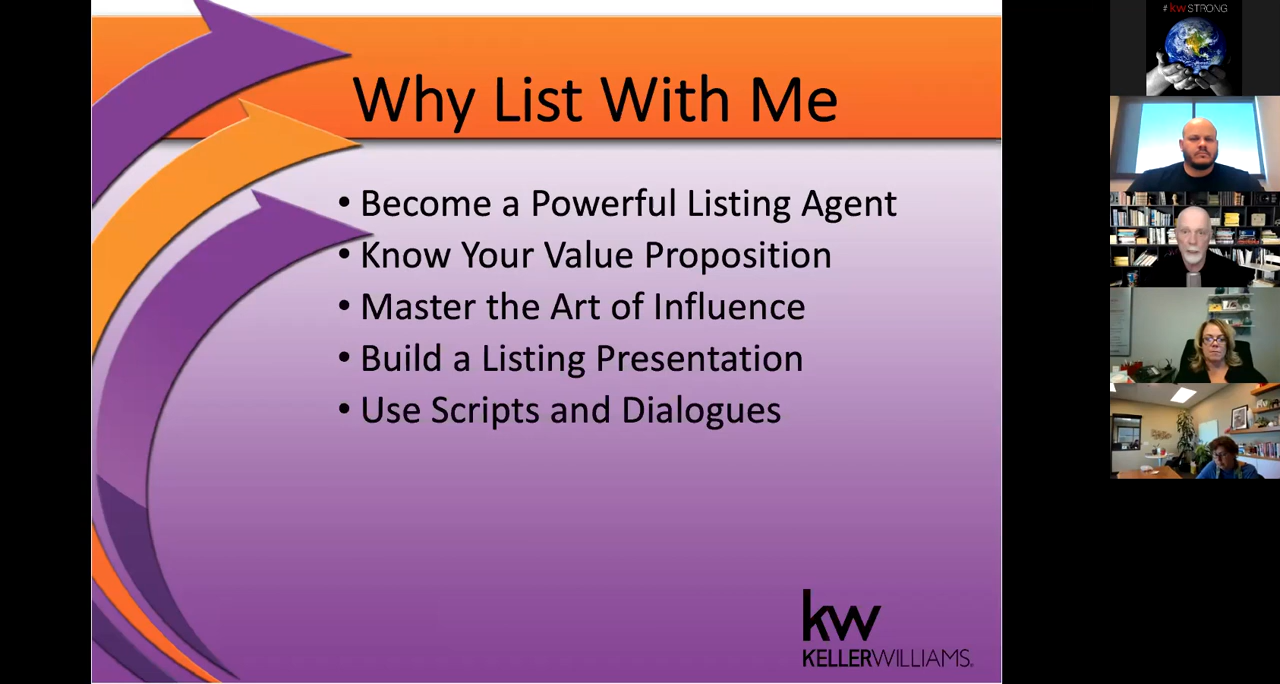 Why List With Me
• Become a Powerful Listing Agent
• Know Your Value Proposition
• Master the Art of Influence
• Build a Listing Presentation
• Use Scripts and Dialogues
kw
KELLERWILLIAMS.
#kwSTRONG